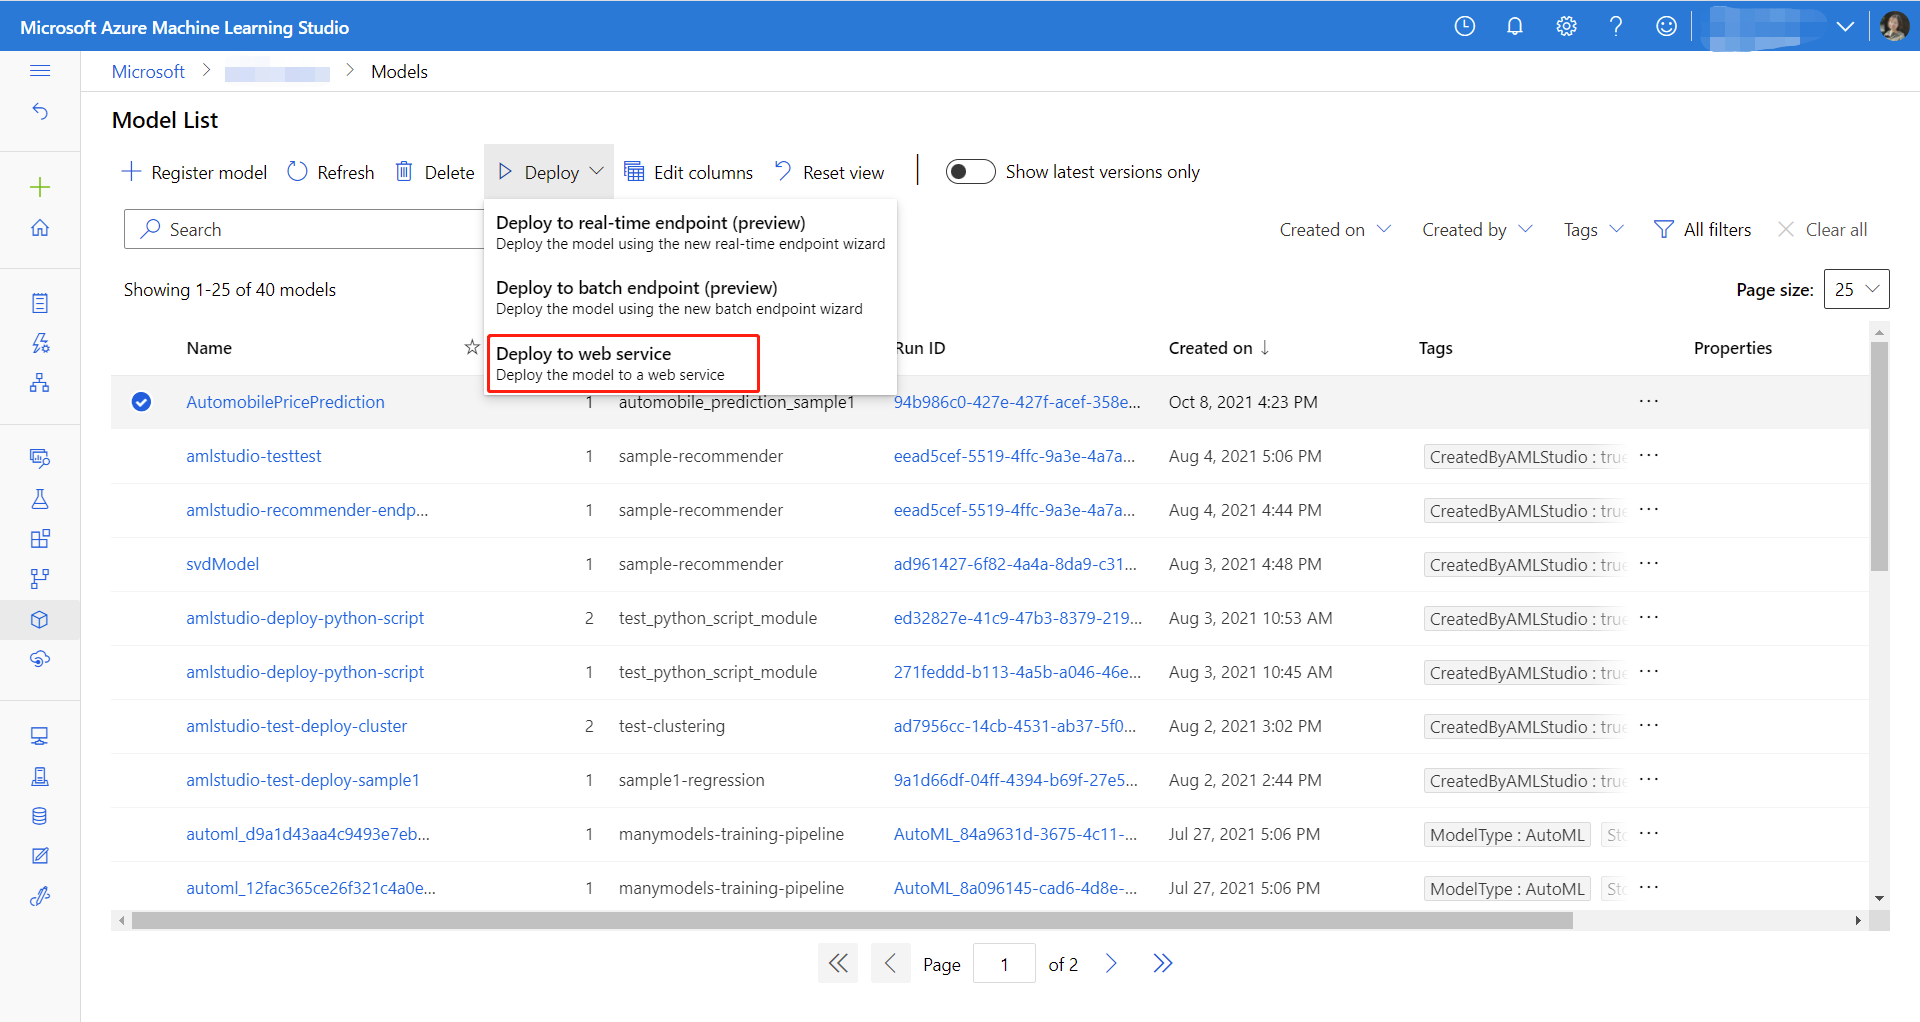 Microsoft Azure Machine Learning Studio
Microsoft > > Models
Model List
Register model Refresh Delete Deploy Edit columns Reset view Show latest versions only
Search
Deploy to real-time endpoint (preview)
Deploy the model using the new real-time endpoint wizard
Deploy to batch endpoint (preview)
Deploy the model using the new batch endpoint wizard
Deploy to web service
Deploy the model to a web service
Created on Created by Tags All filters Clear all
Showing 1-25 of 40 models
Page size: 25
Name Run ID Created on ↓ Tags Properties
AutomobilePricePrediction 1 automobile_prediction_sample1 94b986c0-427e-427f-acef-358e... Oct 8, 2021 4:23 PM ...
amlstudio-testtest 1 sample-recommender eead5cef-5519-4ffc-9a3e-4a7a... Aug 4, 2021 5:06 PM CreatedByAMLStudio : true ...
amlstudio-recommender-endp... 1 sample-recommender eead5cef-5519-4ffc-9a3e-4a7a... Aug 4, 2021 4:44 PM CreatedByAMLStudio : true ...
svdModel 1 sample-recommender ad961427-6f82-4a4a-8da9-c31... Aug 3, 2021 4:48 PM CreatedByAMLStudio : true ...
amlstudio-deploy-python-script 2 test_python_script_module ed32827e-41c9-47b3-8379-219... Aug 3, 2021 10:53 AM CreatedByAMLStudio : true ...
amlstudio-deploy-python-script 1 test_python_script_module 271feddd-b113-4a5b-a046-46e... Aug 3, 2021 10:45 AM CreatedByAMLStudio : true ...
amlstudio-test-deploy-cluster 2 test-clustering ad7956cc-14cb-4531-ab37-5f0... Aug 2, 2021 3:02 PM CreatedByAMLStudio : true ...
amlstudio-test-deploy-sample1 1 sample1-regression 9a1d66df-04ff-4394-b69f-27e5... Aug 2, 2021 2:44 PM CreatedByAMLStudio : true ...
automl_d9a1d43aa4c9493e7eb... 1 manymodels-training-pipeline AutoML_84a9631d-3675-4c11-... Jul 27, 2021 5:06 PM ModelType : AutoML Stc ...
automl_12fac365ce26f321c4a0e... 1 manymodels-training-pipeline AutoML_8a096145-cad6-4d8e-... Jul 27, 2021 5:06 PM ModelType : AutoML Stc ...
Page 1 of 2